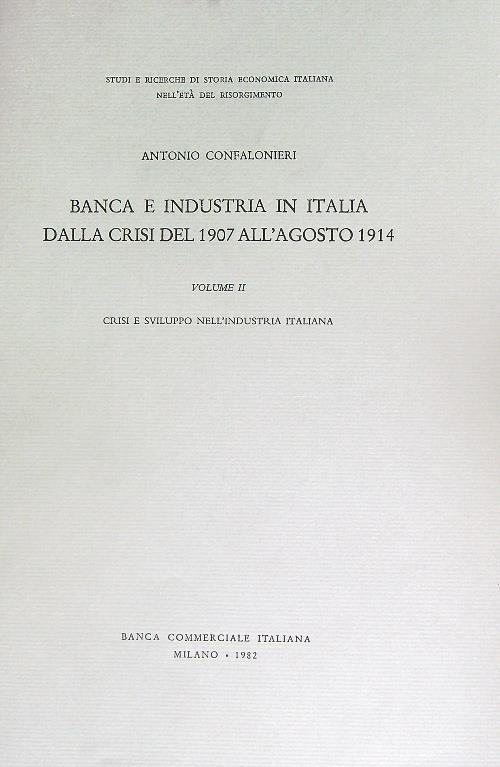 STUDI E RICERCHE DI STORIA ECONOMICA ITALIANA
NELL'ETÀ DEL RISORGIMENTO
ANTONIO CONFALONIERI
BANCA E INDUSTRIA IN ITALIA
DALLA CRISI DEL 1907 ALL'AGOSTO 1914
VOLUME II
CRISI E SVILUPPO NELL'INDUSTRIA ITALIANA
BANCA COMMERCIALE ITALIANA
MILANO • 1982